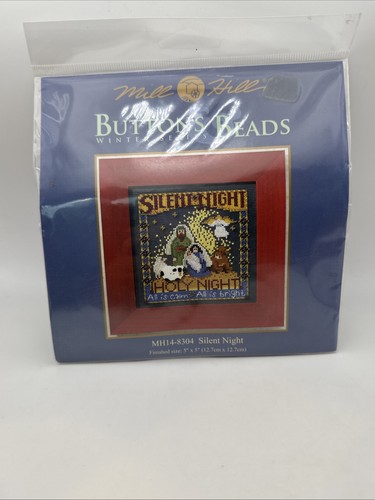 Mill Hill
BUTTONS BEADS
SILENT NIGHT
HOLY NIGHT
All is calm All is bright
MH14-8304 Silent Night
Finished size: 5" x 5" (12.7cm x 12.7cm)